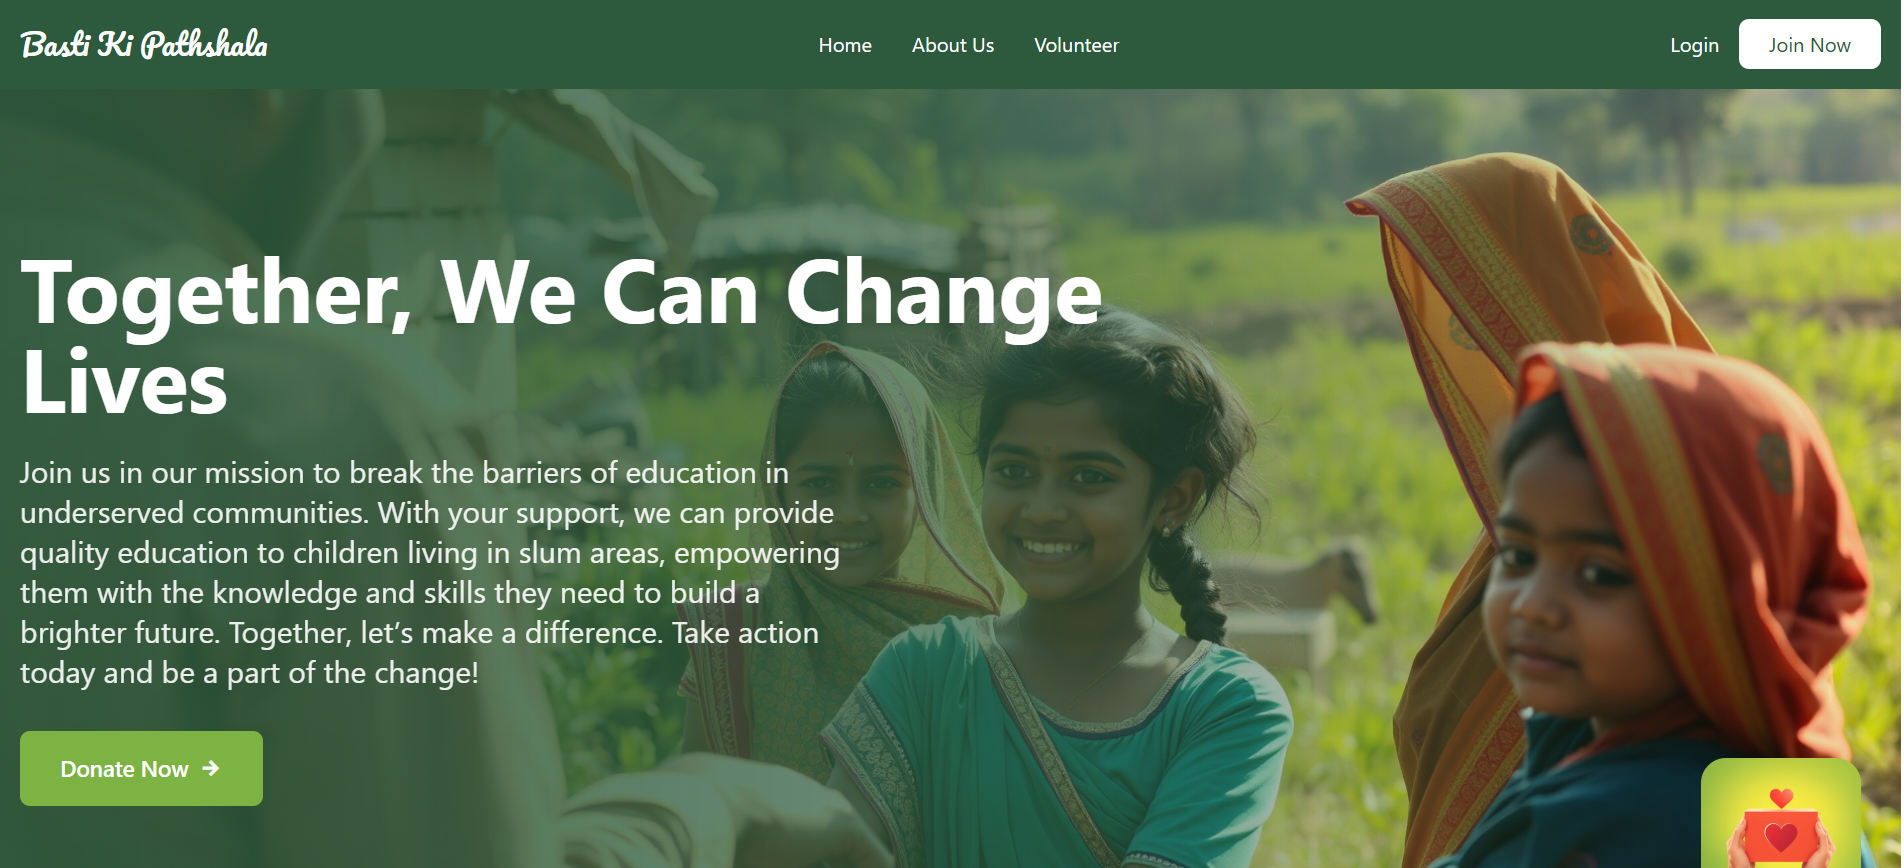 Basti Ki Pathshala
Home About Us Volunteer
Login Join Now
Together, We Can Change
Lives
Join us in our mission to break the barriers of education in
underserved communities. With your support, we can provide
quality education to children living in slum areas, empowering
them with the knowledge and skills they need to build a
brighter future. Together, let’s make a difference. Take action
today and be a part of the change!
Donate Now →